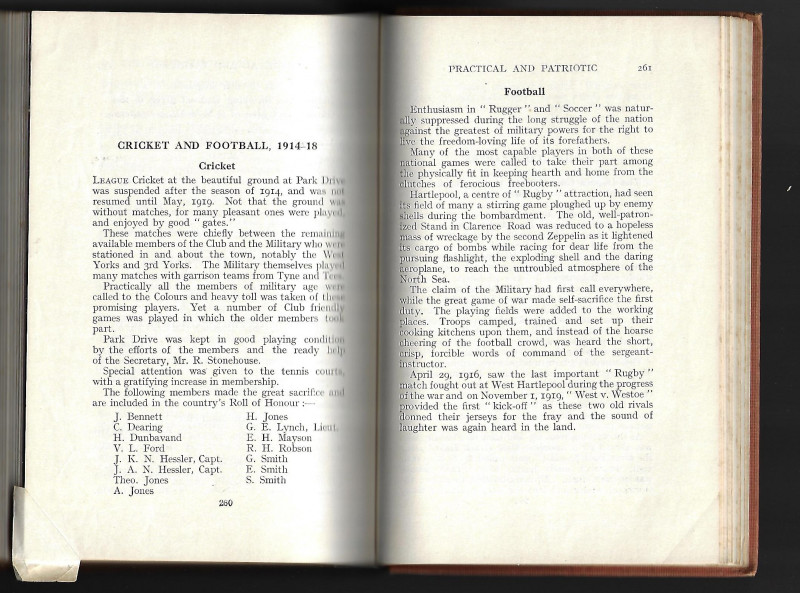 CRICKET AND FOOTBALL, 1914-18
Cricket
LEAGUE Cricket at the beautiful ground at Park Drive
was suspended after the season of 1914, and was not
resumed until May, 1919. Not that the ground was
without matches, for many pleasant ones were played,
and enjoyed by good " gates."
These matches were chiefly between the remaining
available members of the Club and the Military who were
stationed in and about the town, notably the West
Yorks and 3rd Yorks. The Military themselves played
many matches with garrison teams from Tyne and Tees.
Practically all the members of military age were
called to the Colours and heavy toll was taken of these
promising players. Yet a number of Club friendly
games was played in which the older members took
part.
Park Drive was kept in good playing condition
by the efforts of the members and the ready help
of the Secretary, Mr. R. Stonehouse.
Special attention was given to the tennis courts,
with a gratifying increase in membership.
The following members made the great sacrifice and
are included in the country's Roll of Honour :—
J. Bennett
C. Dearing
H. Dunbavand
V. L. Ford
J. K. N. Hessler, Capt.
J. A. N. Hessler, Capt.
Theo. Jones
A. Jones
H. Jones
G. E. Lynch, Lieut.
E. H. Mayson
R. H. Robson
G. Smith
E. Smith
S. Smith
260
PRACTICAL AND PATRIOTIC 261
Football
Enthusiasm in " Rugger " and " Soccer " was natur-
ally suppressed during the long struggle of the nation
against the greatest of military powers for the right to
live the freedom-loving life of its forefathers.
Many of the most capable players in both of these
national games were called to take their part among
the physically fit in keeping hearth and home from the
clutches of ferocious freebooters.
Hartlepool, a centre of " Rugby " attraction, had seen
its field of many a stirring game ploughed up by enemy
shells during the bombardment. The old, well-patron-
ized Stand in Clarence Road was reduced to a hopeless
mass of wreckage by the second Zeppelin as it lightened
its cargo of bombs while racing for dear life from the
pursuing flashlight, the exploding shell and the daring
aeroplane, to reach the untroubled atmosphere of the
North Sea.
The claim of the Military had first call everywhere,
while the great game of war made self-sacrifice the first
duty. The playing fields were added to the working
places. Troops camped, trained and set up their
cooking kitchens upon them, and instead of the hoarse
cheering of the football crowd, was heard the short,
crisp, forcible words of command of the sergeant-
instructor.
April 29, 1916, saw the last important " Rugby "
match fought out at West Hartlepool during the progress
of the war and on November 1, 1919, " West v. Westoe "
provided the first " kick-off " as these two old rivals
donned their jerseys for the fray and the sound of
laughter was again heard in the land.